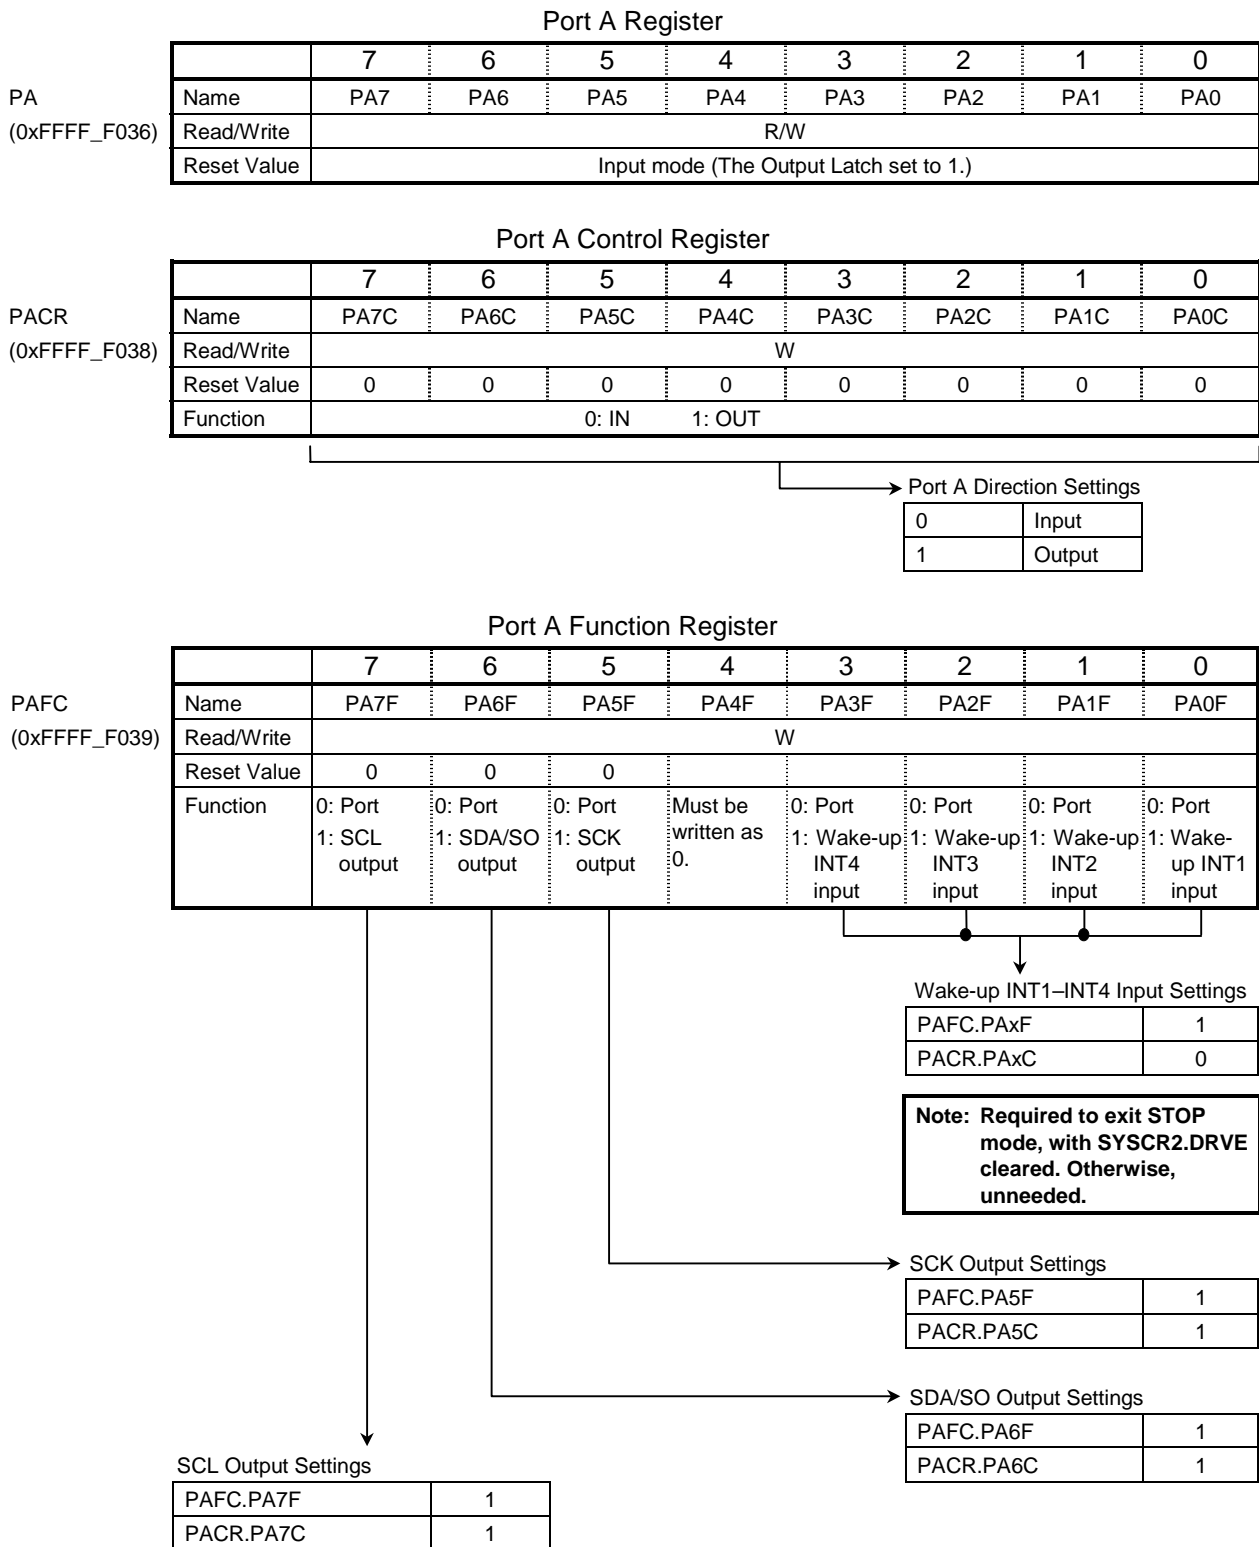 Port A Register
7 6 5 4 3 2 1 0
PA Name PA7 PA6 PA5 PA4 PA3 PA2 PA1 PA0
(0xFFFF_F036) Read/Write R/W
Reset Value Input mode (The Output Latch set to 1.)
Port A Control Register
7 6 5 4 3 2 1 0
PACR Name PA7C PA6C PA5C PA4C PA3C PA2C PA1C PA0C
(0xFFFF_F038) Read/Write W
Reset Value 0 0 0 0 0 0 0 0
Function 0: IN 1: OUT
Port A Direction Settings
0 Input
1 Output
Port A Function Register
7 6 5 4 3 2 1 0
PAFC Name PA7F PA6F PA5F PA4F PA3F PA2F PA1F PA0F
(0xFFFF_F039) Read/Write W
Reset Value 0 0 0
Function 0: Port 0: Port 0: Port Must be 0: Port 0: Port 0: Port 0: Port
1: SCL 1: SDA/SO 1: SCK written as 1: Wake-up 1: Wake-up 1: Wake-up 1: Wake-
output output output 0. INT4 INT3 INT2 up INT1
input input input input
Wake-up INT1–INT4 Input Settings
PAFC.PAxF 1
PACR.PAxC 0
Note: Required to exit STOP
mode, with SYSCR2.DRVE
cleared. Otherwise,
unneeded.
SCK Output Settings
PAFC.PA5F 1
PACR.PA5C 1
SDA/SO Output Settings
PAFC.PA6F 1
PACR.PA6C 1
SCL Output Settings
PAFC.PA7F 1
PACR.PA7C 1